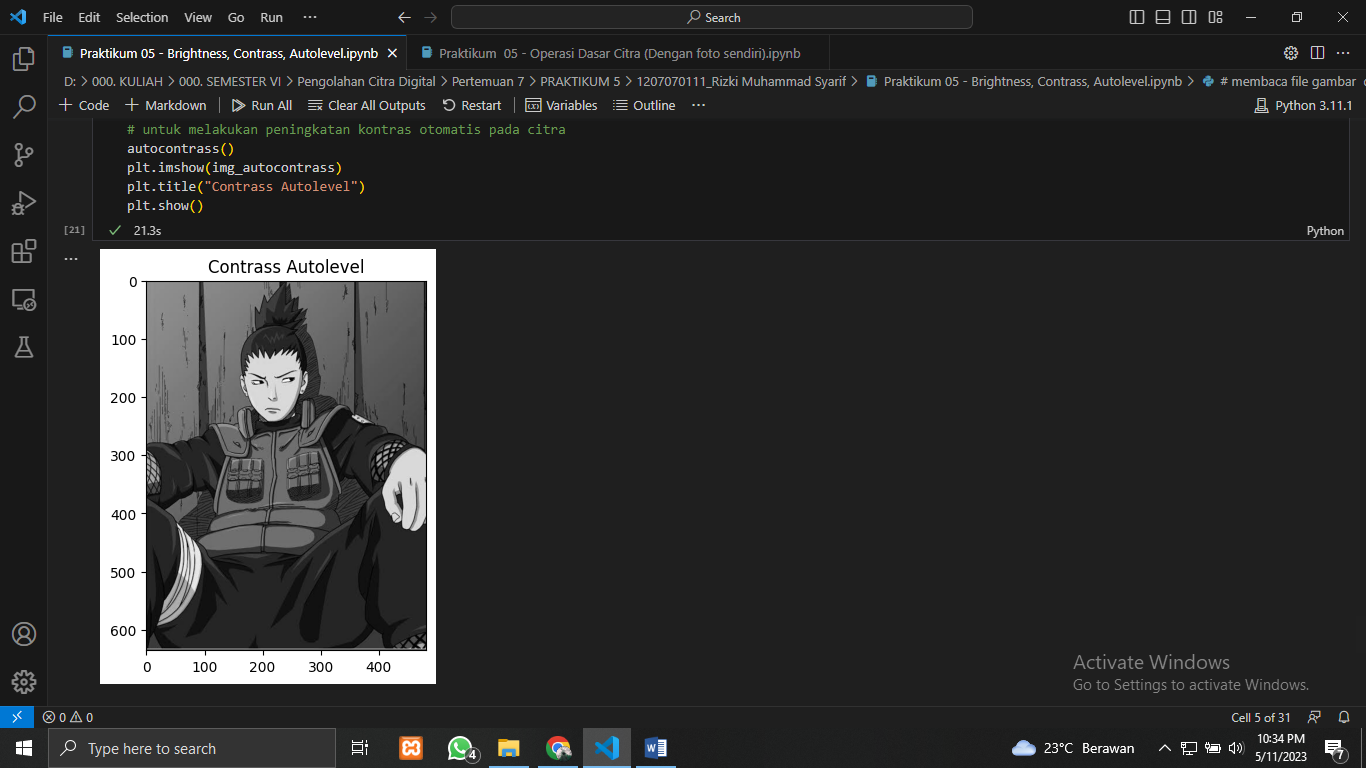 File Edit Selection View Go Run ···
Search
Praktikum 05 - Brightness, Contrass, Autolevel.ipynb
Praktikum 05 - Operasi Dasar Citra (Dengan foto sendiri).ipynb
D: > 000. KULIAH > 000. SEMESTER VI > Pengolahan Citra Digital > Pertemuan 7 > PRAKTIKUM 5 > 1207070111_Rizki Muhammad Syarif > Praktikum 05 - Brightness, Contrass, Autolevel.ipynb > # membaca file gambar
+ Code + Markdown Run All Clear All Outputs Restart Variables Outline ··· Python 3.11.1
# untuk melakukan peningkatan kontras otomatis pada citra
autocontrass()
plt.imshow(img_autocontrass)
plt.title("Contrass Autolevel")
plt.show()
[21] 21.3s Python
Contrass Autolevel
0
100
200
300
400
500
600
0 100 200 300 400
Activate Windows
Go to Settings to activate Windows.
0 0 Cell 5 of 31
Type here to search 4 23°C Berawan 10:34 PM
5/11/2023 7